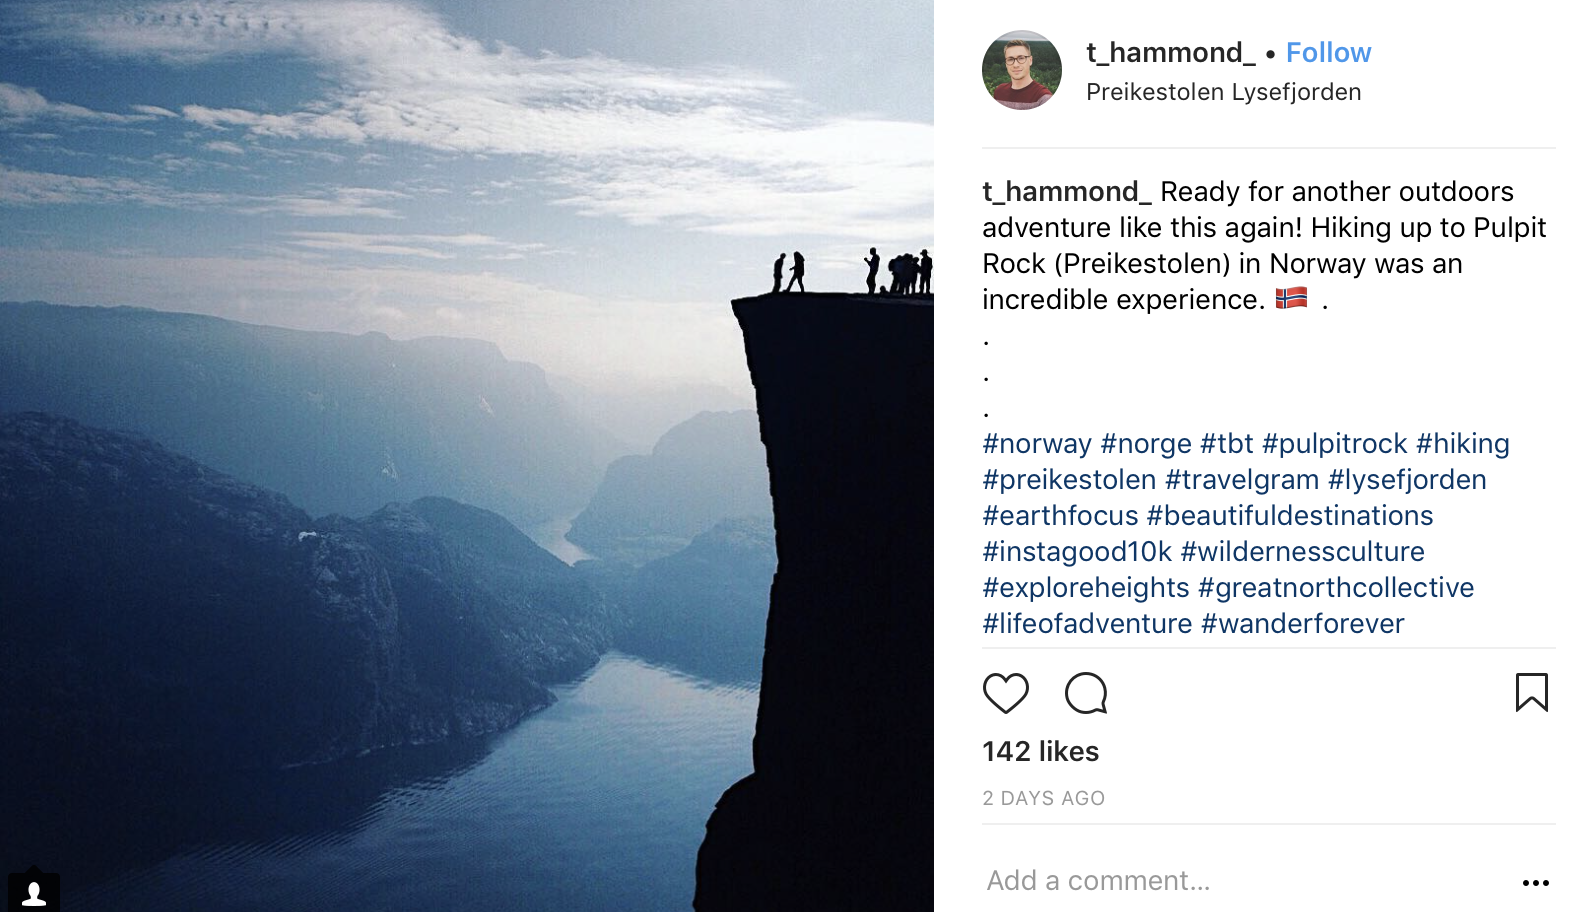 t_hammond_ • Follow
Preikestolen Lysefjorden
t_hammond_ Ready for another outdoors
adventure like this again! Hiking up to Pulpit
Rock (Preikestolen) in Norway was an
incredible experience. 🇳🇴 .
.
.
.
#norway #norge #tbt #pulpitrock #hiking
#preikestolen #travelgram #lysefjorden
#earthfocus #beautifuldestinations
#instagood10k #wildernessculture
#exploreheights #greatnorthcollective
#lifeofadventure #wanderforever
142 likes
2 DAYS AGO
Add a comment...